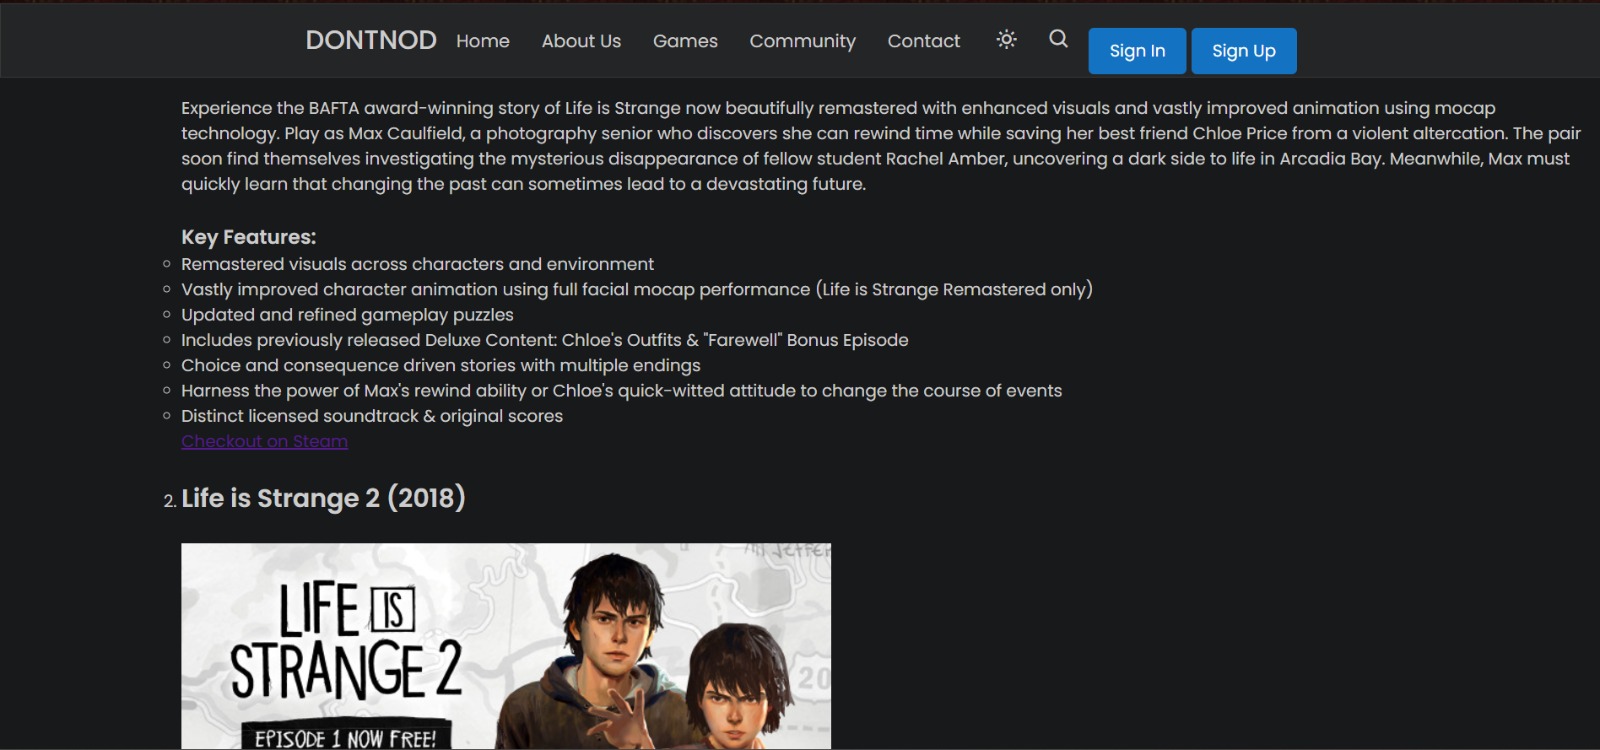 DONTNOD Home About Us Games Community Contact Sign In Sign Up
Experience the BAFTA award-winning story of Life is Strange now beautifully remastered with enhanced visuals and vastly improved animation using mocap
technology. Play as Max Caulfield, a photography senior who discovers she can rewind time while saving her best friend Chloe Price from a violent altercation. The pair
soon find themselves investigating the mysterious disappearance of fellow student Rachel Amber, uncovering a dark side to life in Arcadia Bay. Meanwhile, Max must
quickly learn that changing the past can sometimes lead to a devastating future.
Key Features:
Remastered visuals across characters and environment
Vastly improved character animation using full facial mocap performance (Life is Strange Remastered only)
Updated and refined gameplay puzzles
Includes previously released Deluxe Content: Chloe's Outfits & "Farewell" Bonus Episode
Choice and consequence driven stories with multiple endings
Harness the power of Max's rewind ability or Chloe's quick-witted attitude to change the course of events
Distinct licensed soundtrack & original scores
Checkout on Steam
2. Life is Strange 2 (2018)
LIFE IS
STRANGE 2
20
EPISODE 1 NOW FREE!